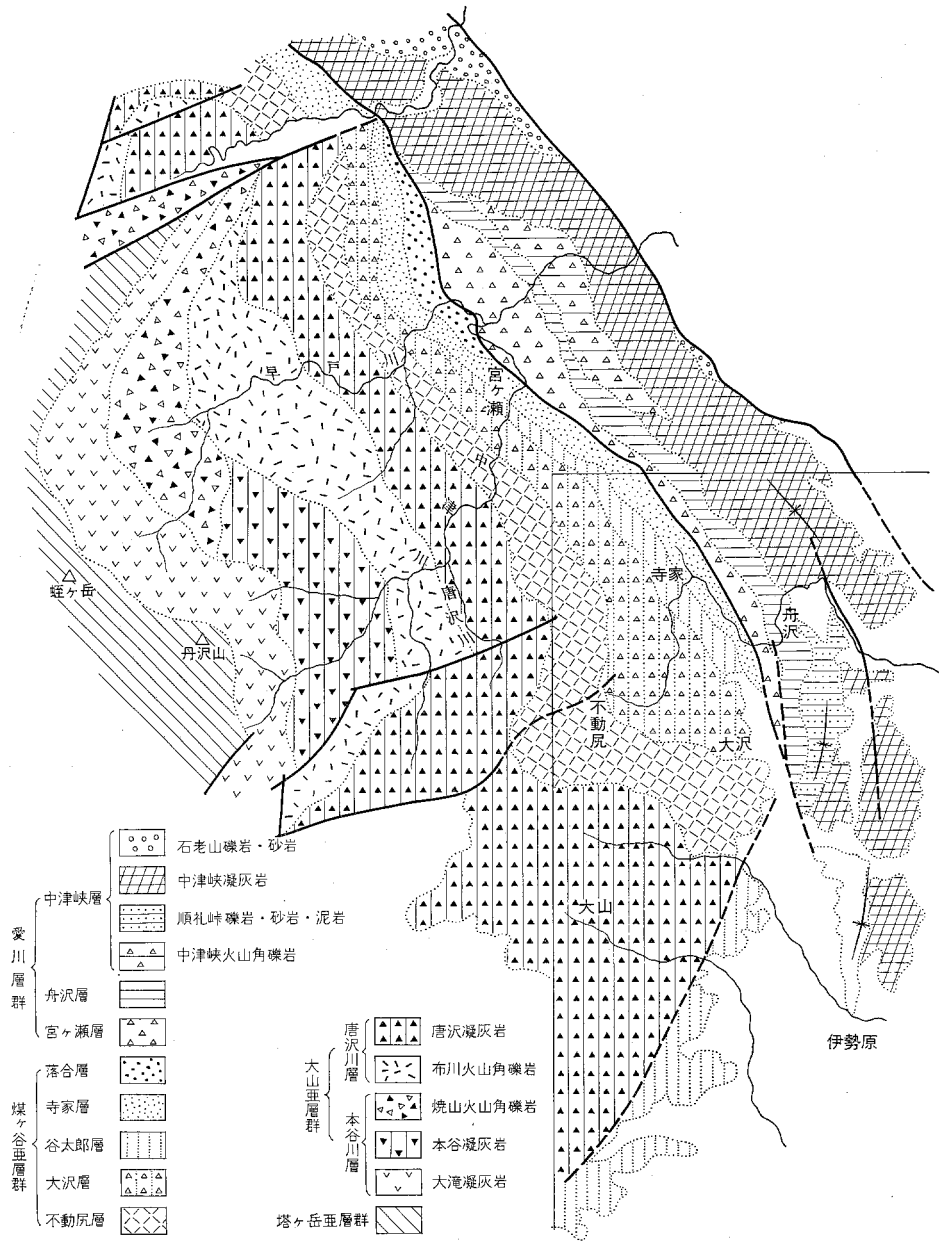 早戸川
宮ヶ瀬
中津川
唐沢川
寺家
舟沢
蛭ヶ岳
丹沢山
不動尻
大沢
大山
伊勢原
愛川層群
中津峡層
石老山礫岩・砂岩
中津峡凝灰岩
順礼峠礫岩・砂岩・泥岩
中津峡火山角礫岩
舟沢層
宮ヶ瀬層
煤ヶ谷亜層群
落合層
寺家層
谷太郎層
大沢層
不動尻層
大山亜層群
唐沢川層
唐沢凝灰岩
布川火山角礫岩
本谷川層
焼山火山角礫岩
本谷凝灰岩
大滝凝灰岩
塔ヶ岳亜層群